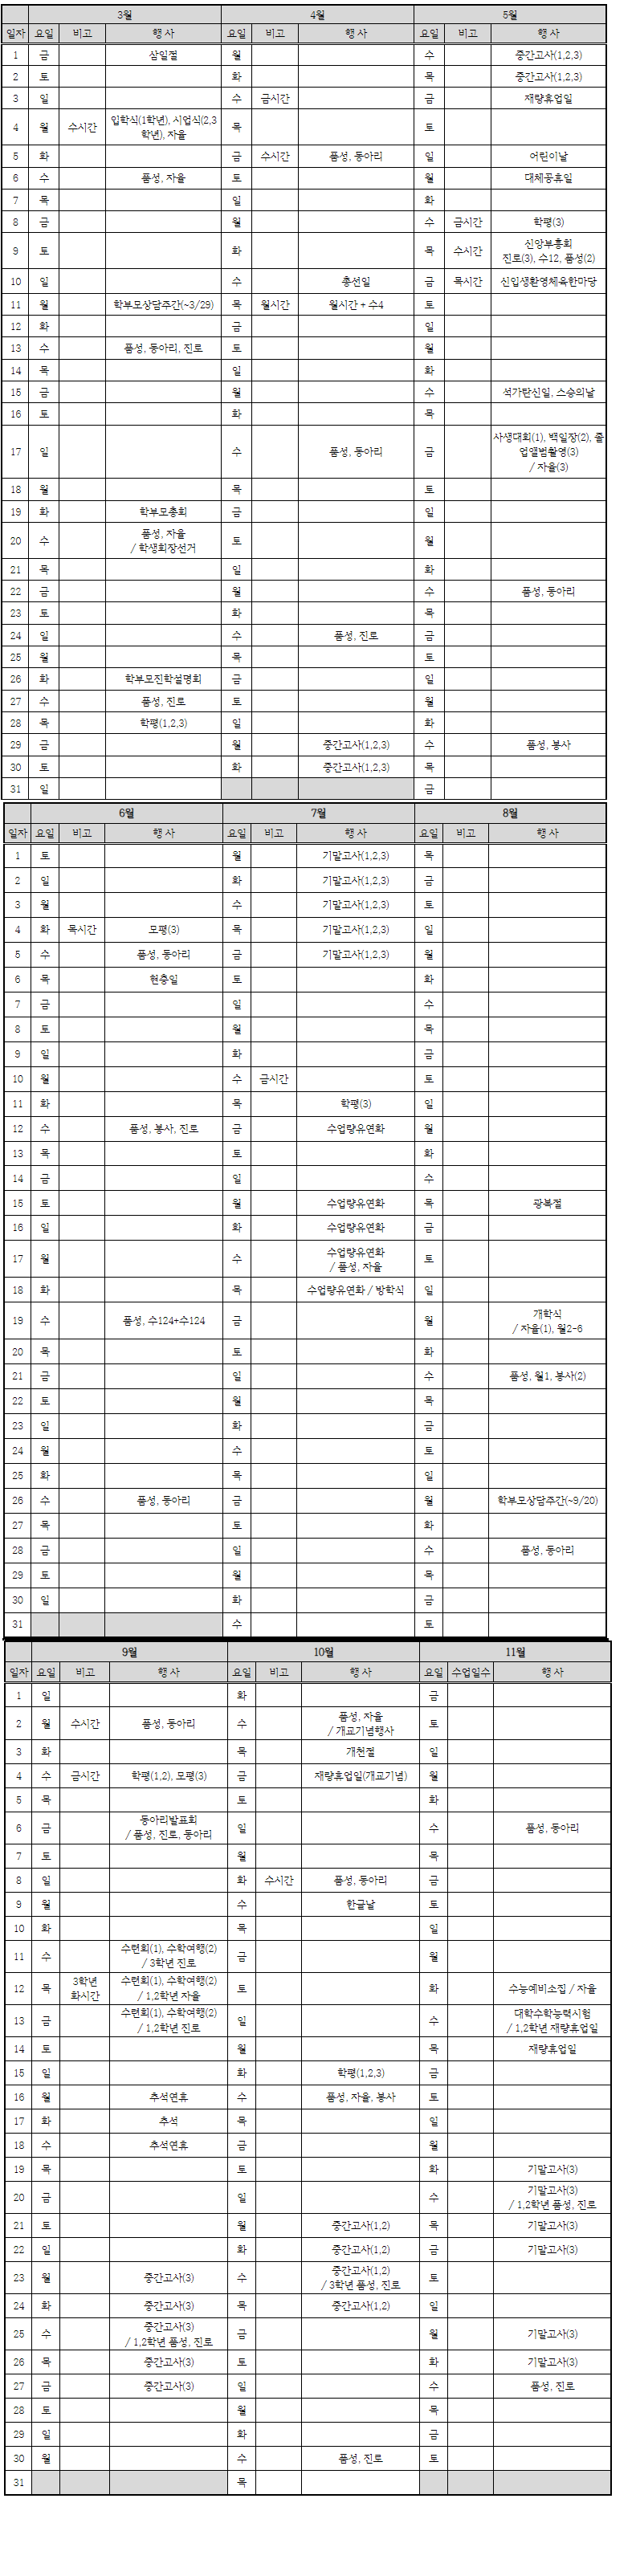 3월 4월 5월
일자 요일 비고 행 사 요일 비고 행 사 요일 비고 행 사
1 금 삼일절 월 수 중간고사(1,2,3)
2 토 화 목 중간고사(1,2,3)
3 일 수 금시간 금 재량휴업일
4 월 수시간 입학식(1학년), 시업식(2,3
학년), 자율 목 토
5 화 금 수시간 품성, 동아리 일 어린이날
6 수 품성, 자율 토 월 대체공휴일
7 목 일 화
8 금 월 수 금시간 학평(3)
9 토 화 목 수시간 신앙부흥회
진로(3), 수12, 품성(2)
10 일 수 총선일 금 목시간 신입생환영체육한마당
11 월 학부모상담주간(~3/29) 목 월시간 월시간 + 수4 토
12 화 금 일
13 수 품성, 동아리, 진로 토 월
14 목 일 화
15 금 월 수 석가탄신일, 스승의날
16 토 화 목
17 일 수 품성, 동아리 금 사생대회(1), 백일장(2), 졸
업앨범촬영(3)
/ 자율(3)
18 월 목 토
19 화 학부모총회 금 일
20 수 품성, 자율
/ 학생회장선거 토 월
21 목 일 화
22 금 월 수 품성, 동아리
23 토 화 목
24 일 수 품성, 진로 금
25 월 목 토
26 화 학부모진학설명회 금 일
27 수 품성, 진로 토 월
28 목 학평(1,2,3) 일 화
29 금 월 중간고사(1,2,3) 수 품성, 봉사
30 토 화 중간고사(1,2,3) 목
31 일 금
6월 7월 8월
일자 요일 비고 행 사 요일 비고 행 사 요일 비고 행 사
1 토 월 기말고사(1,2,3) 목
2 일 화 기말고사(1,2,3) 금
3 월 수 기말고사(1,2,3) 토
4 화 목시간 모평(3) 목 기말고사(1,2,3) 일
5 수 품성, 동아리 금 기말고사(1,2,3) 월
6 목 현충일 토 화
7 금 일 수
8 토 월 목
9 일 화 금
10 월 수 금시간 토
11 화 목 학평(3) 일
12 수 품성, 봉사, 진로 금 수업량유연화 월
13 목 토 화
14 금 일 수
15 토 월 수업량유연화 목 광복절
16 일 화 수업량유연화 금
17 월 수 수업량유연화
/ 품성, 자율 토
18 화 목 수업량유연화 / 방학식 일
19 수 품성, 수124+수124 금 월 개학식
/ 자율(1), 월2-6
20 목 토 화
21 금 일 수 품성, 월1, 봉사(2)
22 토 월 목
23 일 화 금
24 월 수 토
25 화 목 일
26 수 품성, 동아리 금 월 학부모상담주간(~9/20)
27 목 토 화
28 금 일 수 품성, 동아리
29 토 월 목
30 일 화 금
31 수 토
9월 10월 11월
일자 요일 비고 행 사 요일 비고 행 사 요일 수업일수 행 사
1 일 화 금
2 월 수시간 품성, 동아리 수 품성, 자율
/ 개교기념행사 토
3 화 목 개천절 일
4 수 금시간 학평(1,2), 모평(3) 금 재량휴업일(개교기념) 월
5 목 토 화
6 금 동아리발표회
/ 품성, 진로, 동아리 일 수 품성, 동아리
7 토 월 목
8 일 화 수시간 품성, 동아리 금
9 월 수 한글날 토
10 화 목 일
11 수 수련회(1), 수학여행(2)
/ 3학년 진로 금 월
12 목 3학년
화시간 수련회(1), 수학여행(2)
/ 1,2학년 자율 토 화 수능예비소집 / 자율
13 금 수련회(1), 수학여행(2)
/ 1,2학년 진로 일 수 대학수학능력시험
/ 1,2학년 재량휴업일
14 토 월 목 재량휴업일
15 일 화 학평(1,2,3) 금
16 월 추석연휴 수 품성, 자율, 봉사 토
17 화 추석 목 일
18 수 추석연휴 금 월
19 목 토 화 기말고사(3)
20 금 일 수 기말고사(3)
/ 1,2학년 품성, 진로
21 토 월 중간고사(1,2) 목 기말고사(3)
22 일 화 중간고사(1,2) 금 기말고사(3)
23 월 중간고사(3) 수 중간고사(1,2)
/ 3학년 품성, 진로 토
24 화 중간고사(3) 목 중간고사(1,2) 일
25 수 중간고사(3)
/ 1,2학년 품성, 진로 금 월 기말고사(3)
26 목 중간고사(3) 토 화 기말고사(3)
27 금 중간고사(3) 일 수 품성, 진로
28 토 월 목
29 일 화 금
30 월 수 품성, 진로 토
31 목